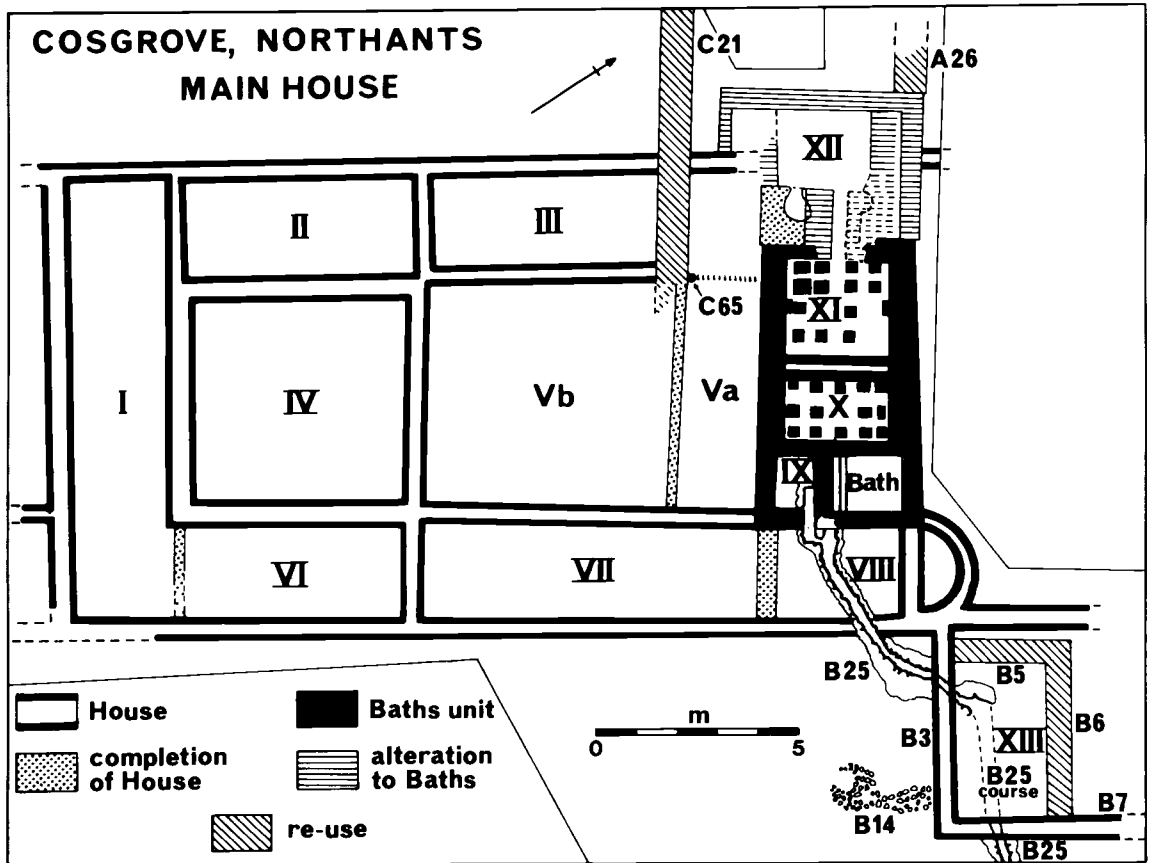 COSGROVE, NORTHANTS
MAIN HOUSE
C21
A26
XII
II
III
C65
XI
I
IV
Vb
Va
X
IX
Bath
VI
VII
VIII
B25
B5
B3
XIII
B6
B25
course
B14
B7
B25
House
Baths unit
completion
of House
alteration
to Baths
re-use
m
0 5